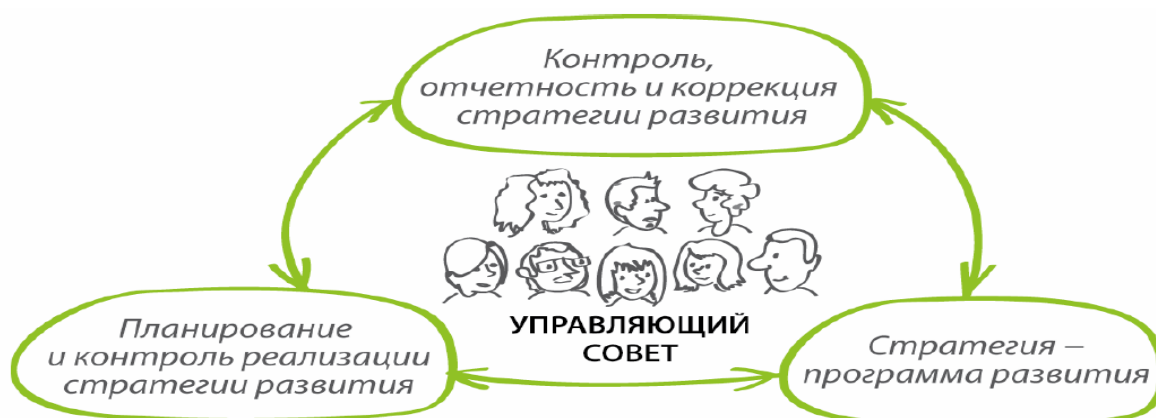 Контроль,
отчетность и коррекция
стратегии развития
Планирование
и контроль реализации
стратегии развития
УПРАВЛЯЮЩИЙ
СОВЕТ
Стратегия –
программа развития